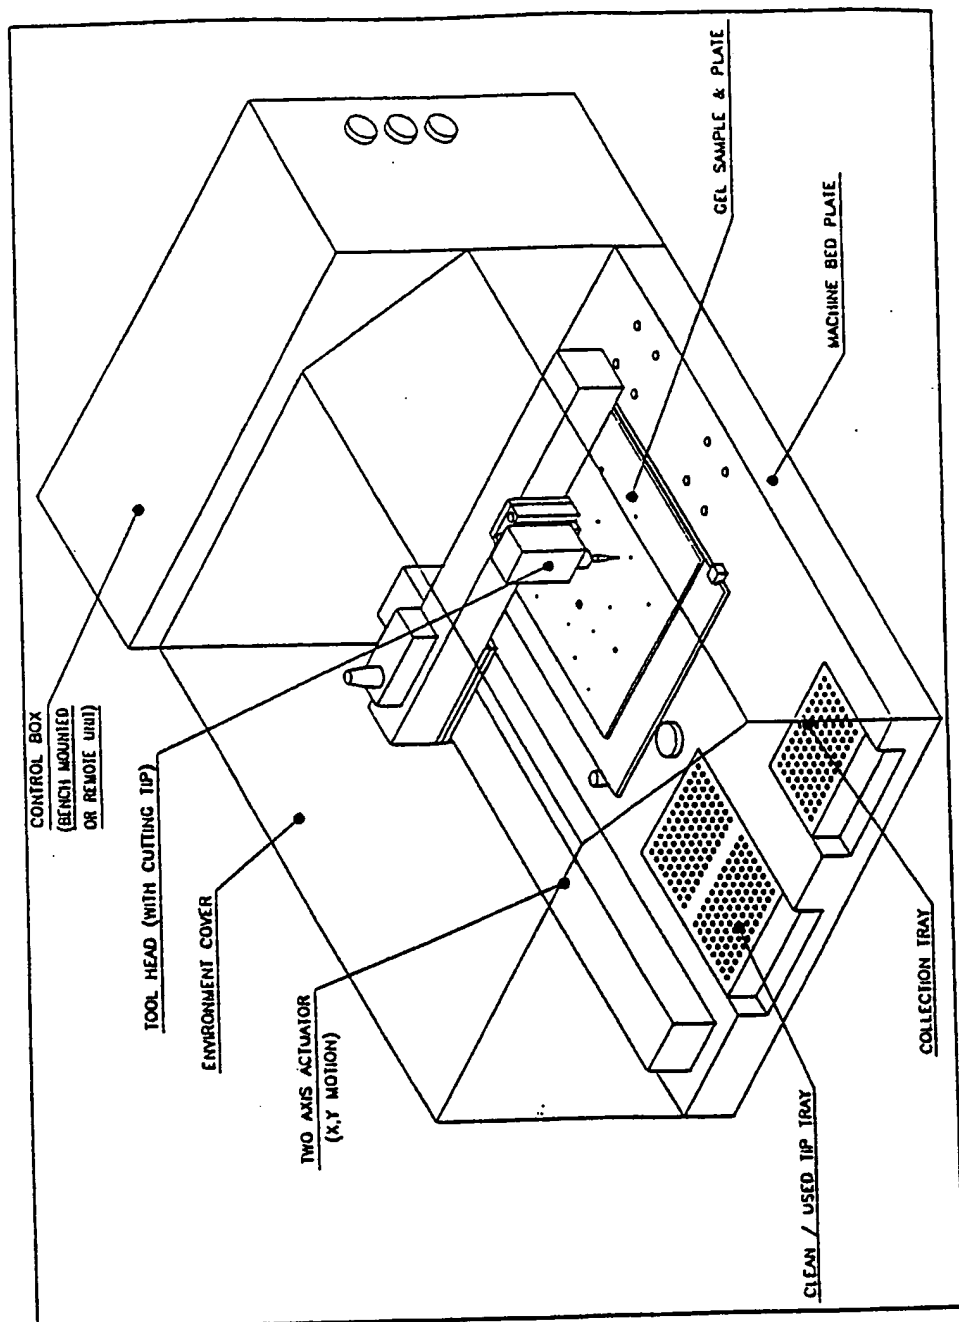 CONTROL BOX
(BENCH MOUNTED
OR REMOTE UNIT)
TOOL HEAD (WITH CUTTING TIP)
ENVIRONMENT COVER
TWO AXIS ACTUATOR
(X,Y MOTION)
CLEAN / USED TIP TRAY
COLLECTION TRAY
MACHINE BED PLATE
GEL SAMPLE & PLATE